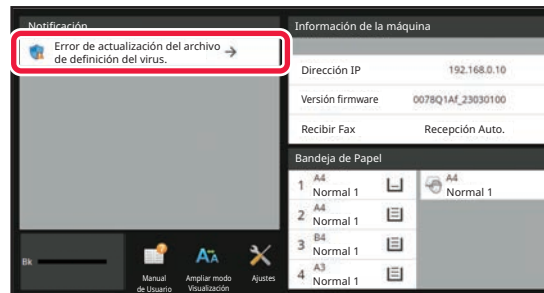 Notificación
Error de actualización del archivo
de definición del virus.
Información de la máquina
Dirección IP 192.168.0.10
Versión firmware 0078Q1Af_23030100
Recibir Fax Recepción Auto.
Bandeja de Papel
1 A4
Normal 1
A4
Normal 1
2 A4
Normal 1
3 B4
Normal 1
4 A3
Normal 1
Bk
Manual
de Usuario
Ampliar modo
Visualización
Ajustes